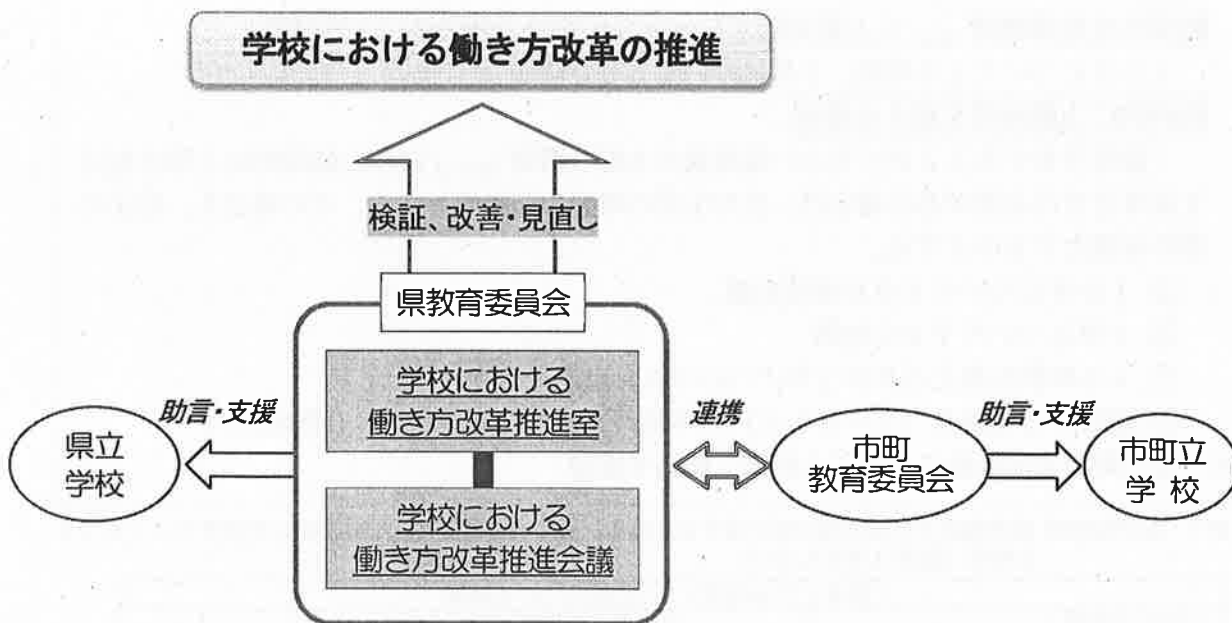 学校における働き方改革の推進
検証、改善・見直し
県教育委員会
学校における
働き方改革推進室
学校における
働き方改革推進会議
助言・支援
県立
学校
連携
市町
教育委員会
助言・支援
市町立
学校